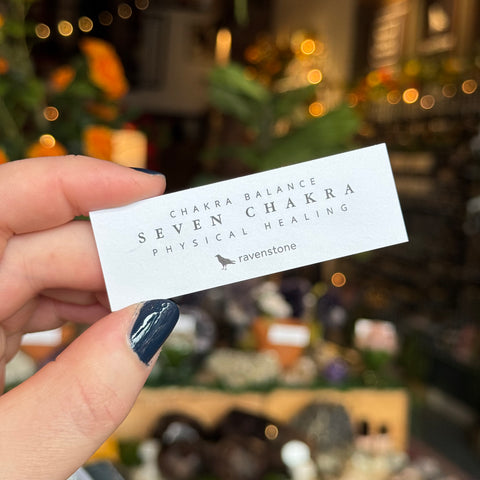 CHAKRA BALANCE
SEVEN CHAKRA
PHYSICAL HEALING
ravenstone